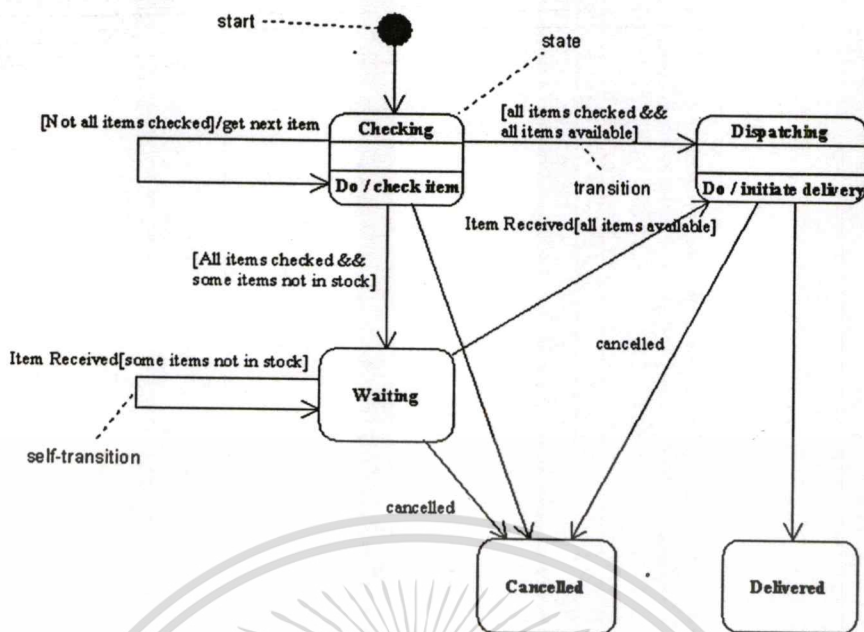 start
state
[Not all items checked]/get next item
Checking
[all items checked &&
all items available]
Dispatching
Do / check item
transition
Do / initiate delivery
Item Received[all items available]
[All items checked &&
some items not in stock]
cancelled
Item Received[some items not in stock]
Waiting
self-transition
cancelled
Cancelled
Delivered